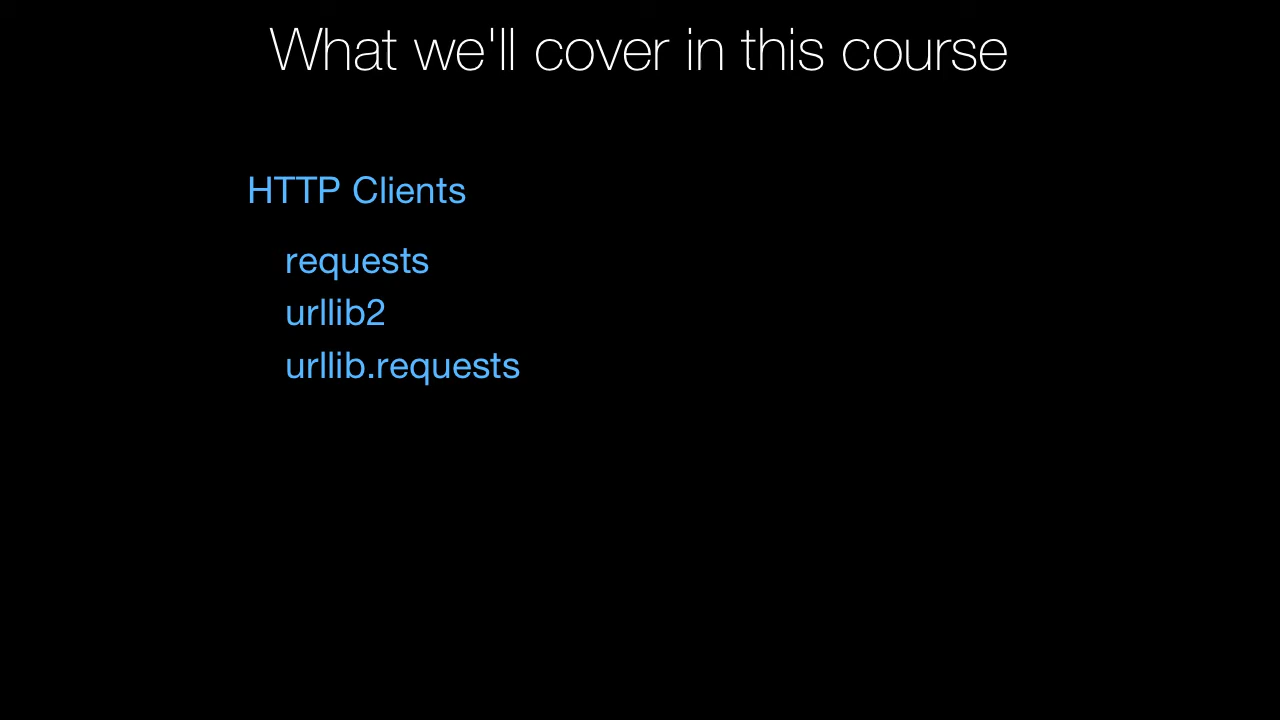 What we'll cover in this course
HTTP Clients
requests
urllib2
urllib.requests